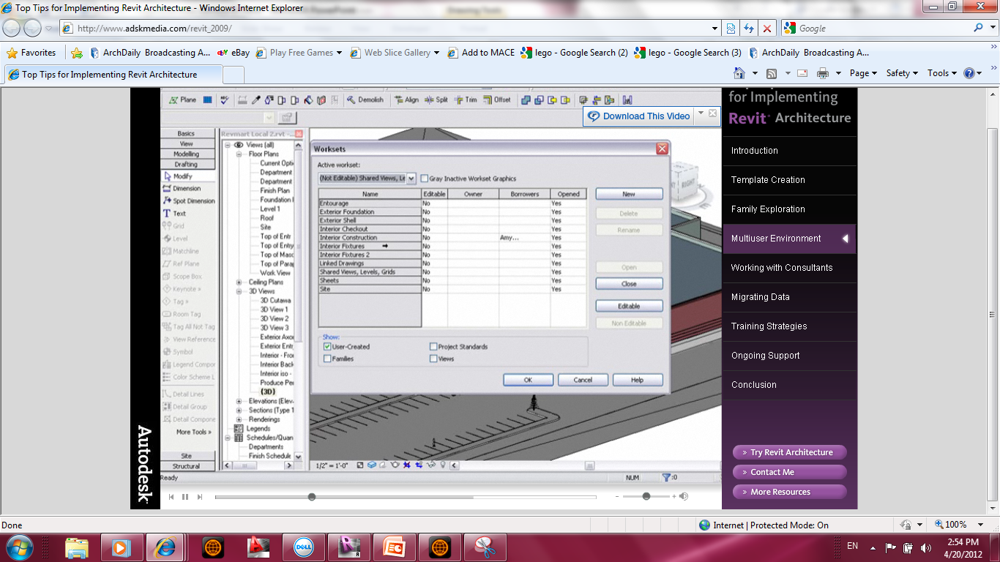 Top Tips for Implementing Revit Architecture - Windows Internet Explorer
http://www.adskmedia.com/revit_2009/
Google
Favorites
ArchDaily Broadcasting A...
eBay
Play Free Games
Web Slice Gallery
Add to MACE
lego - Google Search (2)
lego - Google Search (3)
ArchDaily Broadcasting A...
Top Tips for Implementing Revit Architecture
Page
Safety
Tools
Plane
Demolish
Align
Split
Trim
Offset
Download This Video
Basics
View
Modelling
Drafting
Modify
Dimension
Spot Dimension
Text
Grid
Level
Matchline
Ref Plane
Scope Box
Keynote »
Tag »
Room Tag
Tag All Not Tag
View Reference
Symbol
Legend Compor
Color Scheme L
Detail Lines
Detail Group
Detail Compone
More Tools »
Site
Structural
Ready
Revmart Local 2.rvt -...
Views (all)
Floor Plans
Current Opti
Department
Department
Finish Plan
Foundation I
Level 1
Roof
Site
Top of Entr
Top of Entry
Top of Masc
Top of Parap
Work View
Ceiling Plans
3D Views
3D Cutawa
3D View 1
3D View 2
3D View 3
Exterior Axor
Exterior Entr
Interior - Fror
Interior Back
Interior iso -
Produce Per
{3D}
Elevations (Elev
Sections (Type 1
Renderings
Legends
Schedules/Quan
Departments
Finish Schedule
Worksets
Active workset:
(Not Editable) Shared Views, Le
Gray Inactive Workset Graphics
Name Editable Owner Borrowers Opened
Entourage No Yes
Exterior Foundation No Yes
Exterior Shell No Yes
Interior Checkout No Yes
Interior Construction No Amy... Yes
Interior Fixtures No Yes
Interior Fixtures 2 No Yes
Linked Drawings No Yes
Shared Views, Levels, Grids No Yes
Sheets No Yes
Site No Yes
New
Delete
Rename
Open
Close
Editable
Non Editable
Show:
User-Created
Project Standards
Families
Views
OK
Cancel
Help
RIGHT
1/2" = 1'-0"
NUM
:0
Autodesk
for Implementing
Revit Architecture
Introduction
Template Creation
Family Exploration
Multiuser Environment
Working with Consultants
Migrating Data
Training Strategies
Ongoing Support
Conclusion
» Try Revit Architecture
» Contact Me
» More Resources
Done
Internet | Protected Mode: On
100%
DELL
EN
2:54 PM
4/20/2012